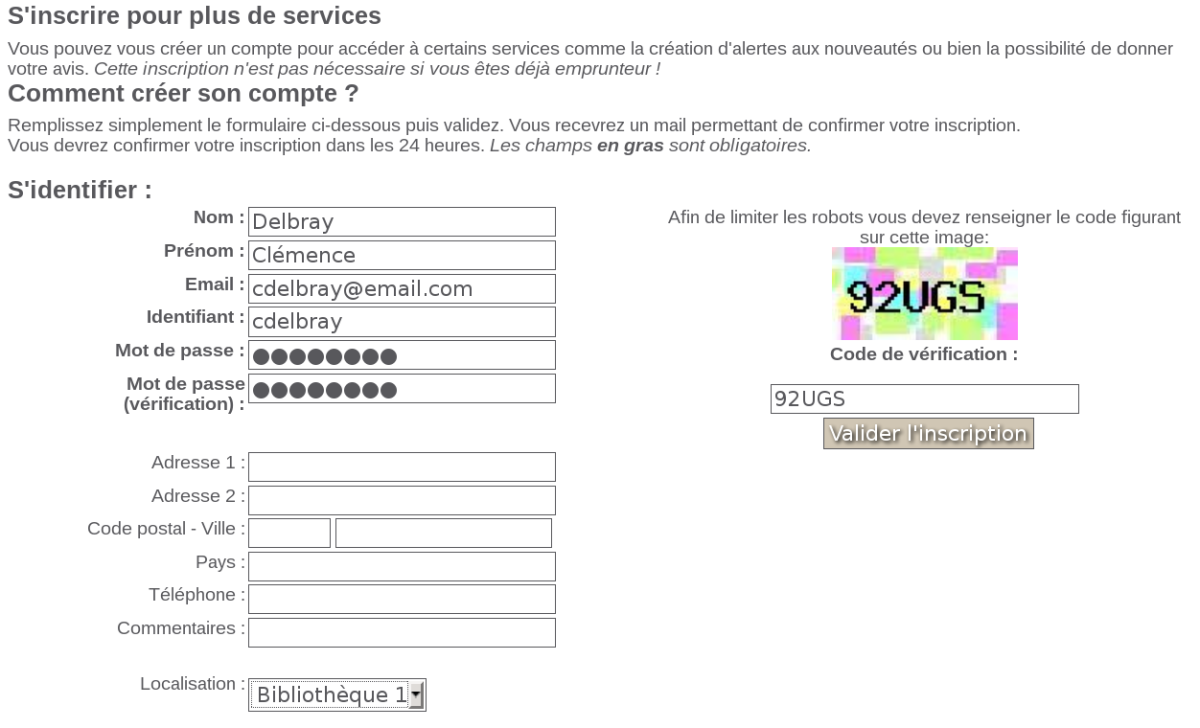 S'inscrire pour plus de services
Vous pouvez vous créer un compte pour accéder à certains services comme la création d'alertes aux nouveautés ou bien la possibilité de donner
votre avis. Cette inscription n'est pas nécessaire si vous êtes déjà emprunteur !
Comment créer son compte ?
Remplissez simplement le formulaire ci-dessous puis validez. Vous recevrez un mail permettant de confirmer votre inscription.
Vous devrez confirmer votre inscription dans les 24 heures. Les champs en gras sont obligatoires.
S'identifier :
Nom : Delbray
Prénom : Clémence
Email : cdelbray@email.com
Identifiant : cdelbray
Mot de passe : ●●●●●●●●
Mot de passe
(vérification) : ●●●●●●●●
Adresse 1 :
Adresse 2 :
Code postal - Ville :
Pays :
Téléphone :
Commentaires :
Localisation : Bibliothèque 1
Afin de limiter les robots vous devez renseigner le code figurant
sur cette image:
92UGS
Code de vérification :
92UGS
Valider l'inscription